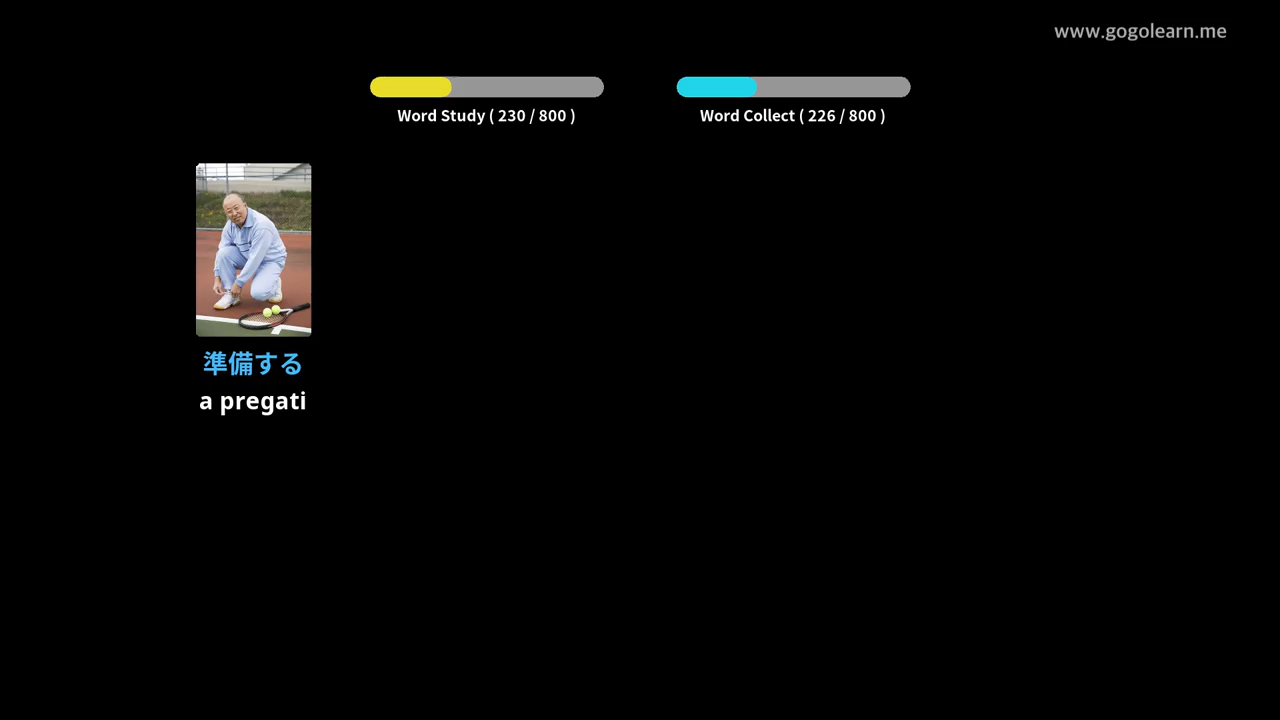 www.gogolearn.me
Word Study ( 230 / 800 )
Word Collect ( 226 / 800 )
準備する
a pregati